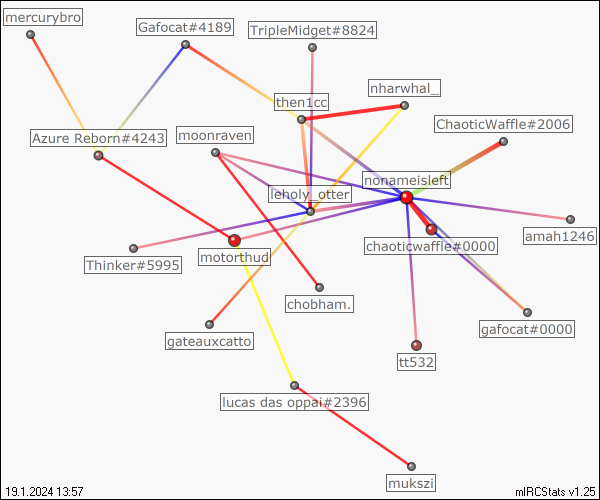 mercurybro
Gafocat#4189
TripleMidget#8824
nharwhal_
then1cc
ChaoticWaffle#2006
moonraven
Azure Reborn#4243
nonameisleft
leholy_otter
amah1246
chaoticwaffle#0000
motorthud
Thinker#5995
chobham.
gafocat#0000
gateauxcatto
tt532
lucas das oppai#2396
mukszi
19.1.2024 13:57
mIRCStats v1.25